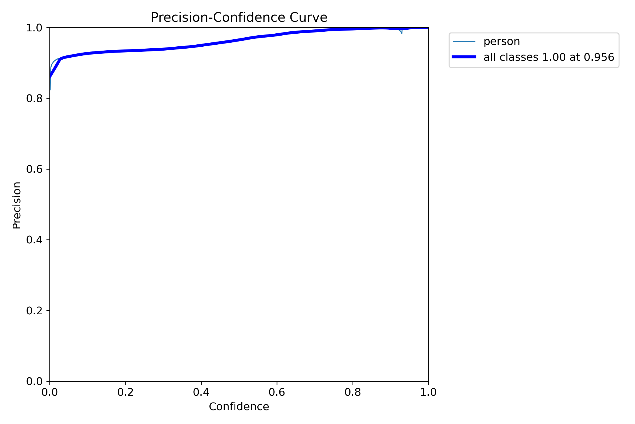 Precision-Confidence Curve
person
all classes 1.00 at 0.956
1.0
0.8
0.6
0.4
0.2
0.0
Precision
0.0 0.2 0.4 0.6 0.8 1.0
Confidence